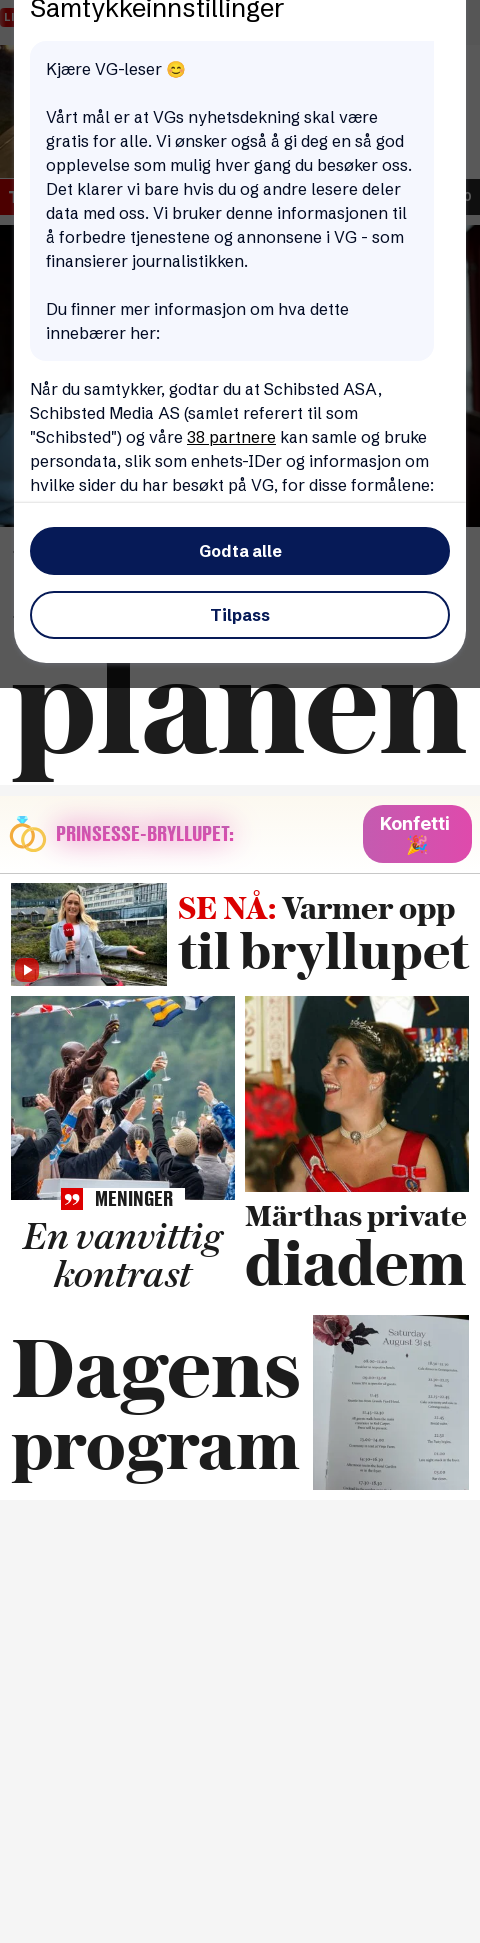 Samtykkeinnstillinger
Kjære VG-leser 😊
Vårt mål er at VGs nyhetsdekning skal være
gratis for alle. Vi ønsker også å gi deg en så god
opplevelse som mulig hver gang du besøker oss.
Det klarer vi bare hvis du og andre lesere deler
data med oss. Vi bruker denne informasjonen til
å forbedre tjenestene og annonsene i VG - som
finansierer journalistikken.
Du finner mer informasjon om hva dette
innebærer her:
Når du samtykker, godtar du at Schibsted ASA,
Schibsted Media AS (samlet referert til som
"Schibsted") og våre 38 partnere kan samle og bruke
persondata, slik som enhets-IDer og informasjon om
hvilke sider du har besøkt på VG, for disse formålene:
Godta alle
Tilpass
planen
PRINSESSE-BRYLLUPET:
Konfetti
🎉
SE NÅ: Varmer opp
til bryllupet
MENINGER
En vanvittig
kontrast
Märthas private
diadem
Dagens
program
Saturday
August 31st